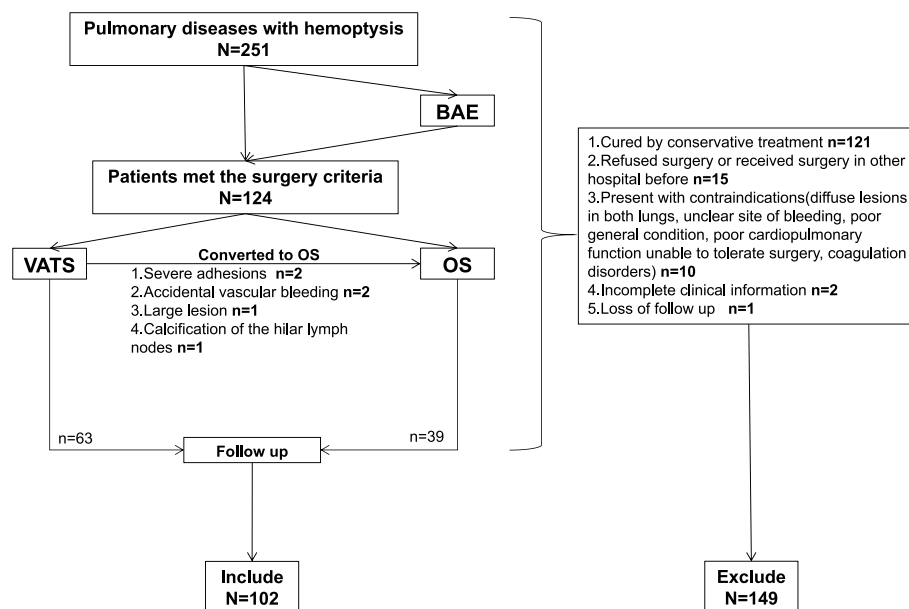 Pulmonary diseases with hemoptysis
N=251
BAE
Patients met the surgery criteria
N=124
VATS
Converted to OS
OS
1.Severe adhesions n=2
2.Accidental vascular bleeding n=2
3.Large lesion n=1
4.Calcification of the hilar lymph
nodes n=1
n=63
n=39
Follow up
Include
N=102
1.Cured by conservative treatment n=121
2.Refused surgery or received surgery in other
hospital before n=15
3.Present with contraindications(diffuse lesions
in both lungs, unclear site of bleeding, poor
general condition, poor cardiopulmonary
function unable to tolerate surgery, coagulation
disorders) n=10
4.Incomplete clinical information n=2
5.Loss of follow up n=1
Exclude
N=149